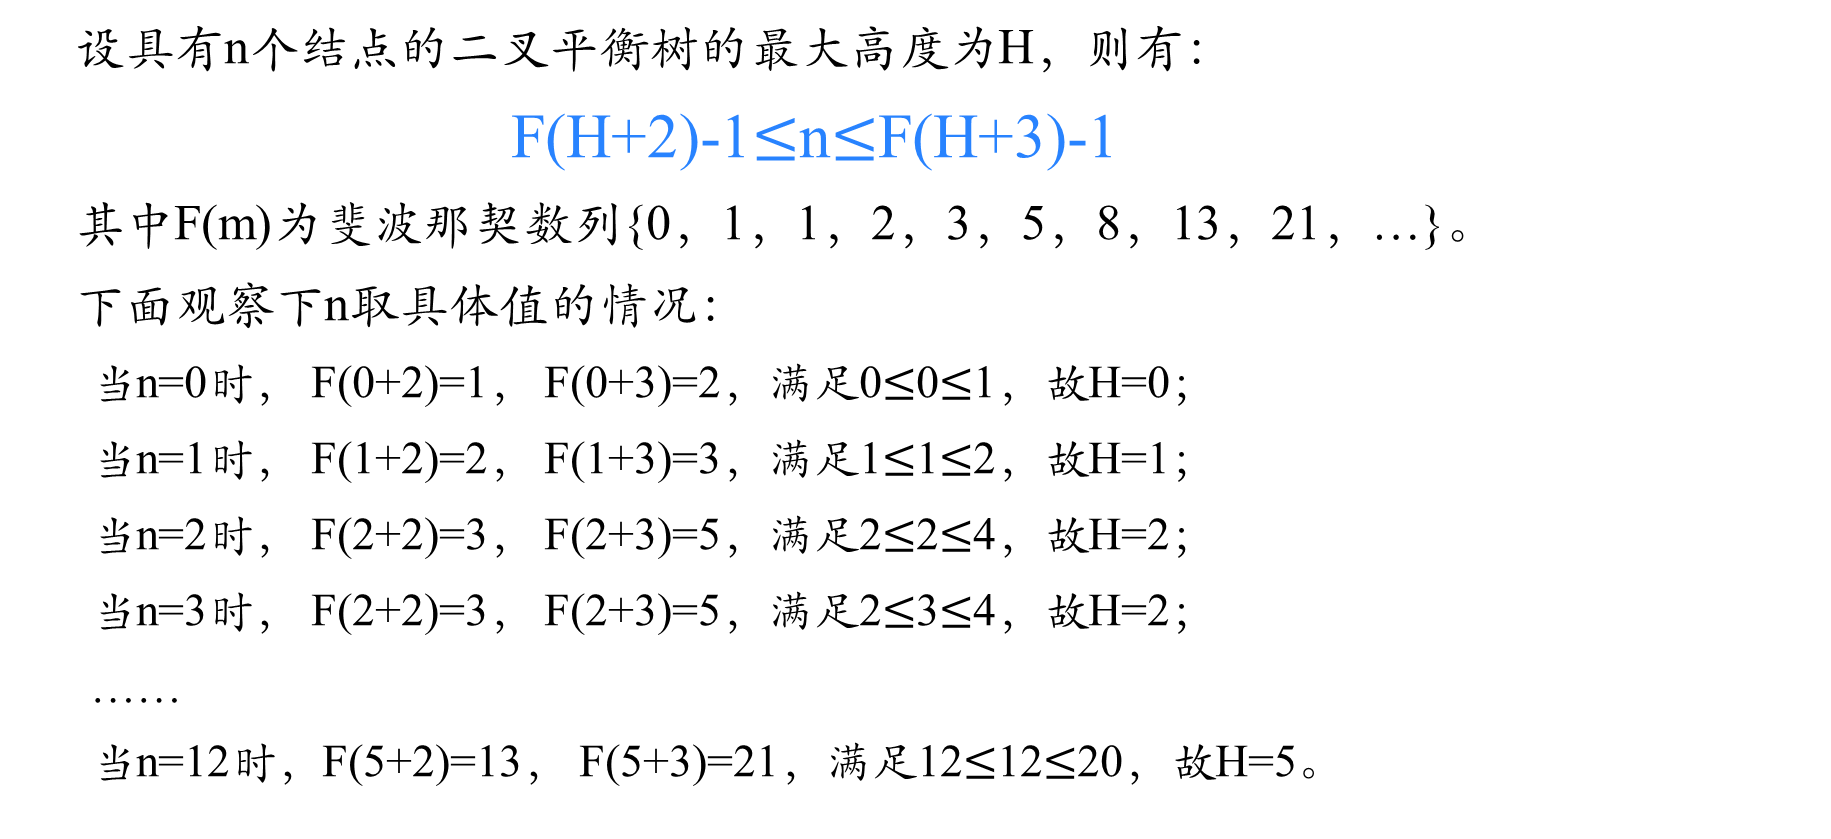 设具有n个结点的二叉平衡树的最大高度为H，则有：
F(H+2)-1≤n≤F(H+3)-1
其中F(m)为斐波那契数列{0，1，1，2，3，5，8，13，21，…}。
下面观察下n取具体值的情况：
当n=0时， F(0+2)=1， F(0+3)=2，满足0≤0≤1，故H=0；
当n=1时， F(1+2)=2， F(1+3)=3，满足1≤1≤2，故H=1；
当n=2时， F(2+2)=3， F(2+3)=5，满足2≤2≤4，故H=2；
当n=3时， F(2+2)=3， F(2+3)=5，满足2≤3≤4，故H=2；
……
当n=12时，F(5+2)=13， F(5+3)=21，满足12≤12≤20，故H=5。